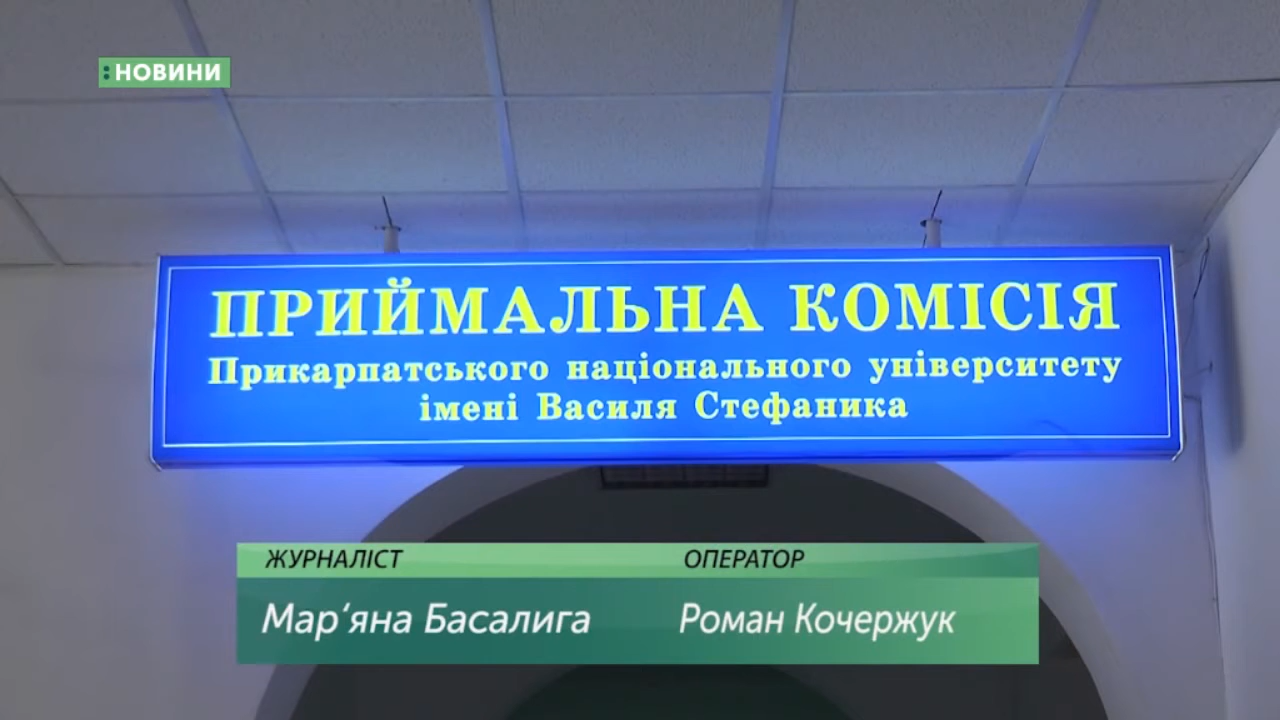 :НОВИНИ
ПРИЙМАЛЬНА КОМІСІЯ
Прикарпатського національного університету
імені Василя Стефаника
ЖУРНАЛІСТ ОПЕРАТОР
Мар‘яна Басалига Роман Кочержук